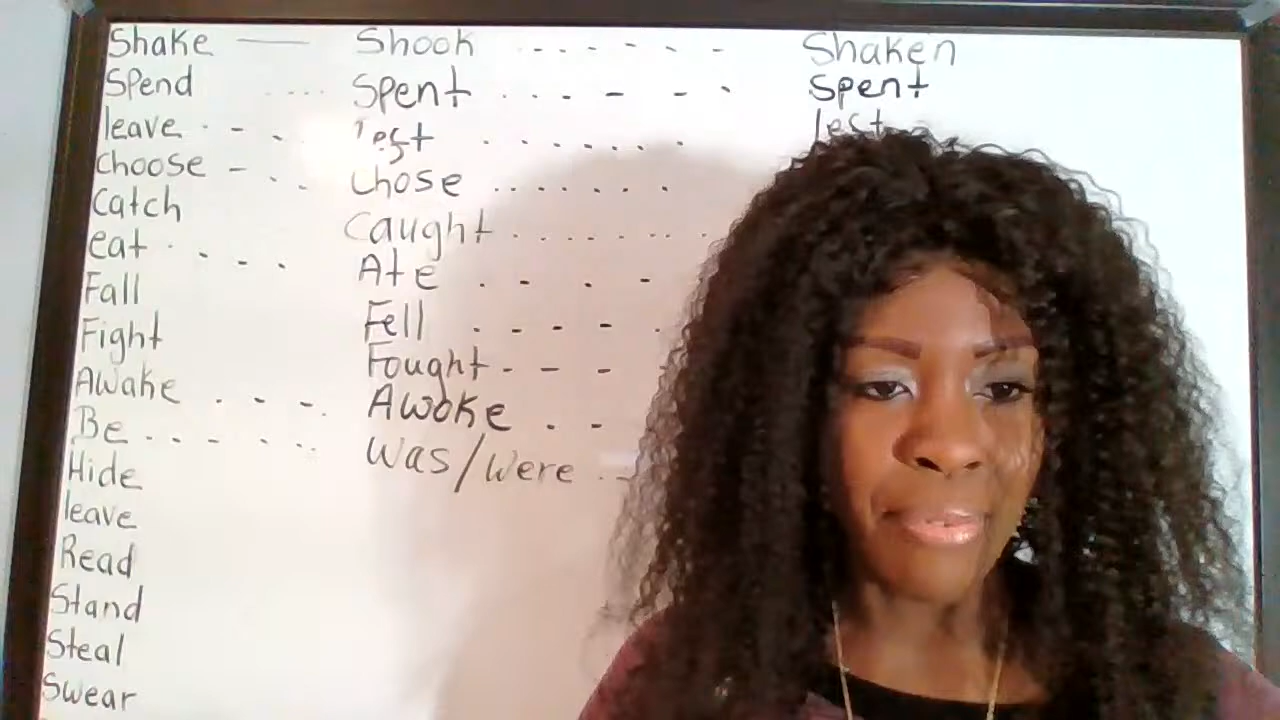 Shake — Shook ...... Shaken
Spend .... Spent ..... Spent
leave . - - . lest ....... lest
Choose - ... Chose .......
Catch Caught .......
eat .... Ate . - . - .
Fall Fell . - - - .
Fight Fought - - -
Awake . - - . Awoke . -
Be . . - . . Was/Were . -
Hide
leave
Read
Stand
Steal
Swear